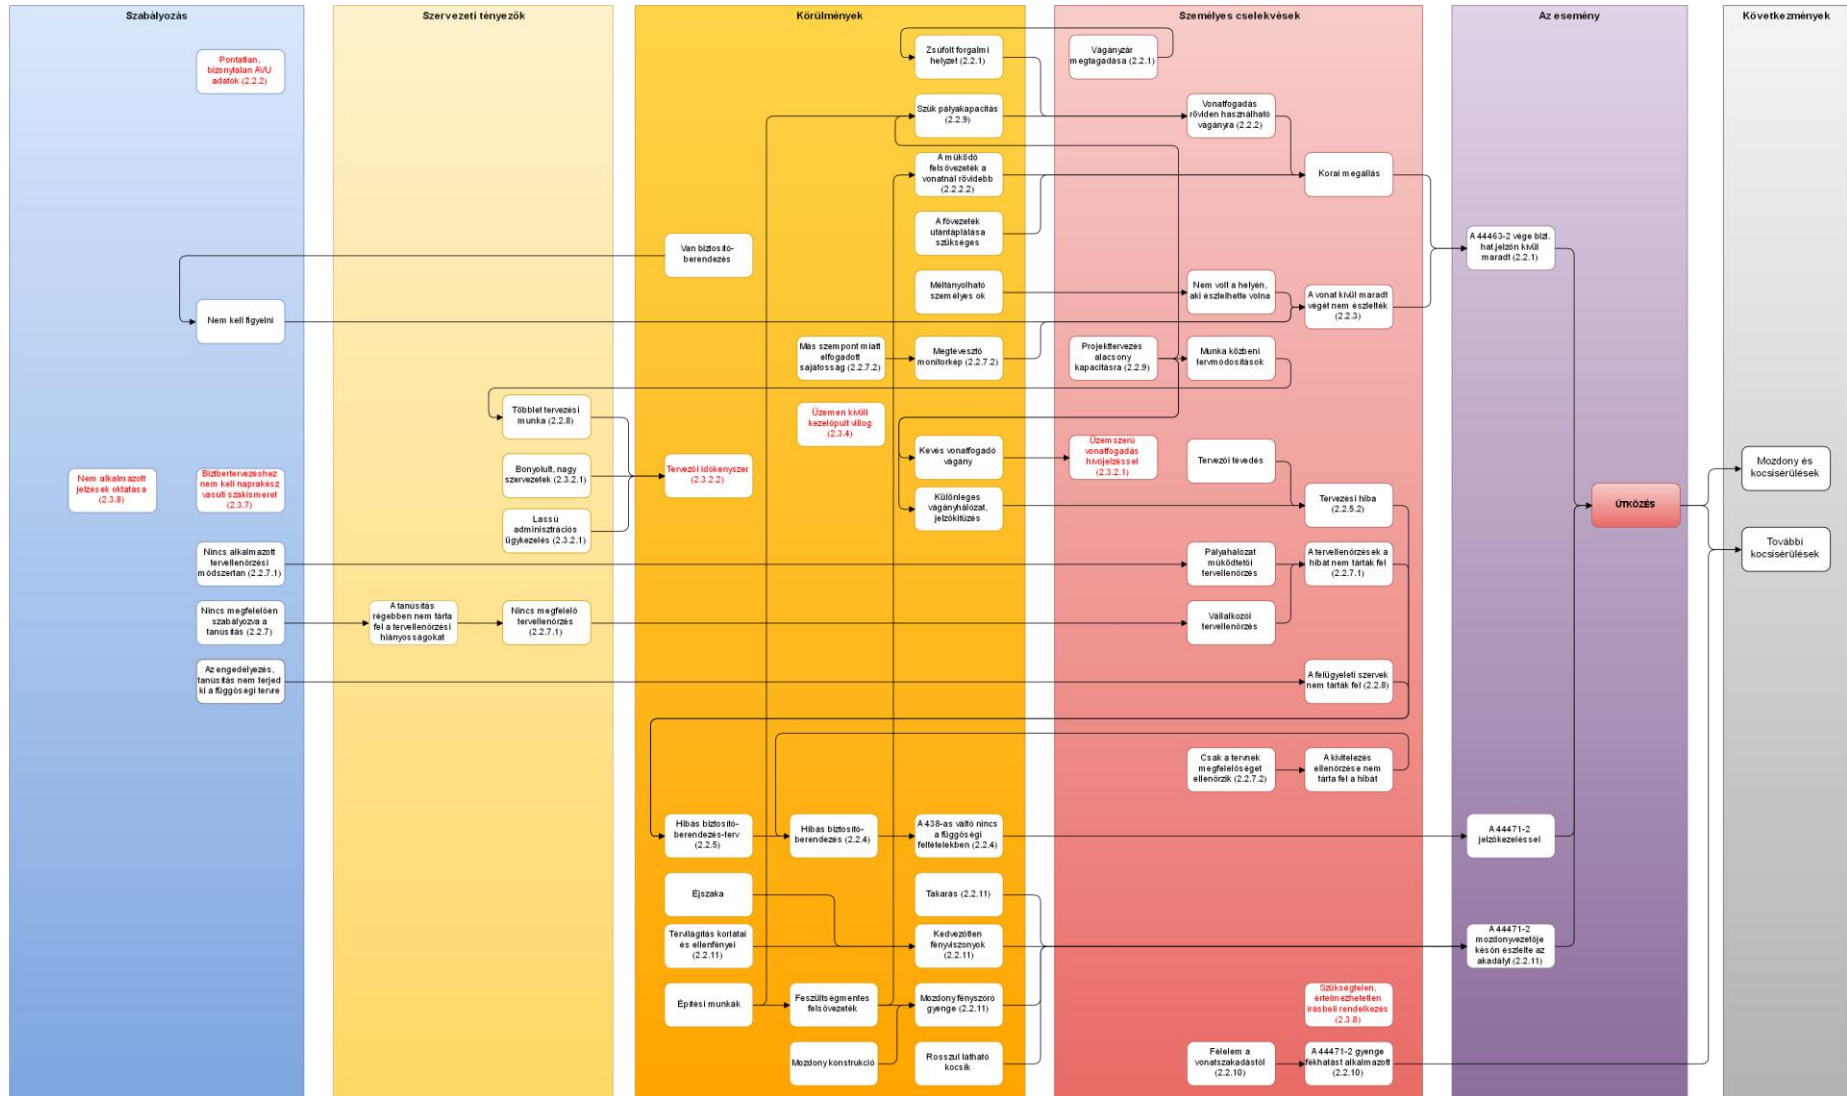 Szabályozás
Szervezeti tényezők
Körülmények
Személyes cselekvések
Az esemény
Következmények
Pontatlan,
bizonytalan AVU
adatok (2.2.2)
Nem kell figyelni
Nem alkalmazott
jelzések oktatása
(2.3.8)
Biztbertervezéshez
nem kell naprakész
vasúti szakismeret
(2.3.7)
Nincs alkalmazott
tervellenőrzési
módszertan (2.2.7.1)
Nincs megfelelően
szabályozva a
tanúsítás (2.2.7)
Az engedélyezés,
tanúsítás nem terjed
ki a függőségi tervre
Többlet tervezési
munka (2.2.8)
Bonyolult, nagy
szervezetek (2.3.2.1)
Lassú
adminisztrációs
ügykezelés (2.3.2.1)
A tanúsítás
régebben nem tárta
fel a tervellenőrzési
hiányosságokat
Nincs megfelelő
tervellenőrzés
(2.2.7.1)
Zsúfolt forgalmi
helyzet (2.2.1)
Szűk pályakapacitás
(2.2.9)
A működő
felsővezeték a
vonatnál rövidebb
(2.2.2.2)
A fővezeték
utántáplálása
szükséges
Van biztosító-
berendezés
Méltányolható
személyes ok
Más szempont miatt
elfogadott
sajátosság (2.2.7.2)
Megtévesztő
monitorkép (2.2.7.2)
Üzemen kívüli
kezelőpult villog
(2.3.4)
Tervezői időkényszer
(2.3.2.2)
Kevés vonatfogadó
vágány
Különleges
vágányhálózat,
jelzőkitűzés
Hibás biztosító-
berendezés-terv
(2.2.5)
Hibás biztosító-
berendezés (2.2.4)
A 438-as váltó nincs
a függőségi
feltételekben (2.2.4)
Éjszaka
Takarás (2.2.11)
Térvilágítás korlátai
és ellenfényei
(2.2.11)
Kedvezőtlen
fényviszonyok
(2.2.11)
Építési munkák
Feszültségmentes
felsővezeték
Mozdony fényszóró
gyenge (2.2.11)
Mozdony konstrukció
Rosszul látható
kocsik
Vágányzár
megtagadása (2.2.1)
Vonatfogadás
röviden használható
vágányra (2.2.2)
Korai megállás
Nem volt a helyén,
aki észlelhette volna
A vonat kívül maradt
végét nem észlelték
(2.2.3)
Projekttervezés
alacsony
kapacitásra (2.2.9)
Munka közbeni
tervmódosítások
Üzemszerű
vonatfogadás
hívójelzéssel
(2.3.2.1)
Tervezői tévedés
Tervezési hiba
(2.2.5.2)
Pályahálózat
működtetői
tervellenőrzés
A tervellenőrzések a
hibát nem tárták fel
(2.2.7.1)
Vállalkozói
tervellenőrzés
A felügyeleti szervek
nem tárták fel (2.2.8)
Csak a tervnek
megfelelőséget
ellenőrzik (2.2.7.2)
A kivitelezés
ellenőrzése nem
tárta fel a hibát
Szükségtelen,
értelmezhetetlen
írásbeli rendelkezés
(2.3.8)
Félelem a
vonatszakadástól
(2.2.10)
A 44471-2 gyenge
fékhatást alkalmazott
(2.2.10)
A 44463-2 vége bizt.
hat.jelzőn kívül
maradt (2.2.1)
A 44471-2
jelzőkezeléssel
A 44471-2
mozdonyvezetője
későn észlelte az
akadályt (2.2.11)
ÜTKÖZÉS
Mozdony és
kocsisérülések
További
kocsisérülések